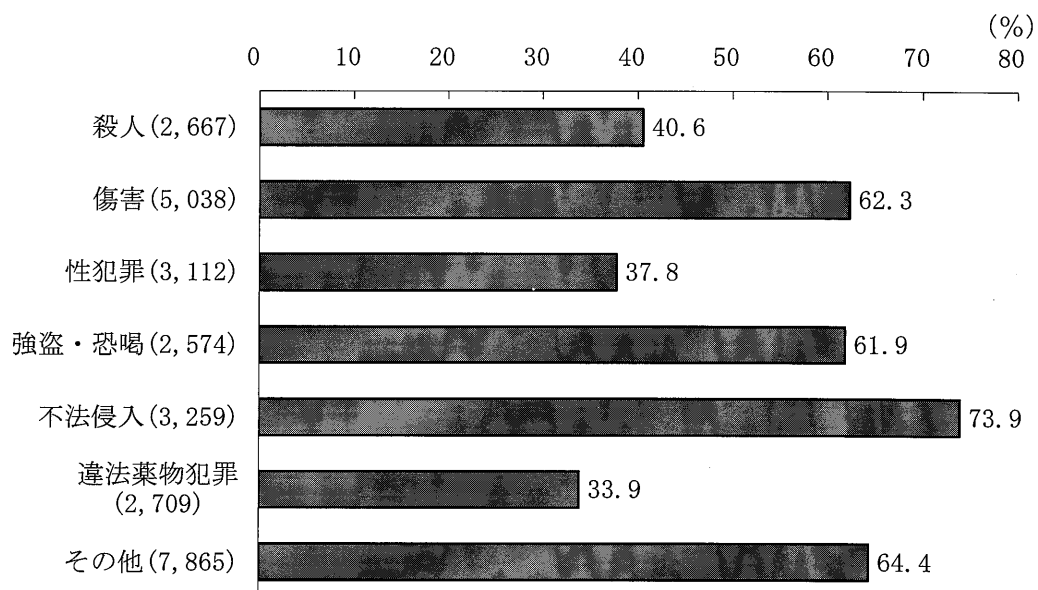 (%)
0 10 20 30 40 50 60 70 80
殺人(2,667) 40.6
傷害(5,038) 62.3
性犯罪(3,112) 37.8
強盗・恐喝(2,574) 61.9
不法侵入(3,259) 73.9
違法薬物犯罪
(2,709) 33.9
その他(7,865) 64.4